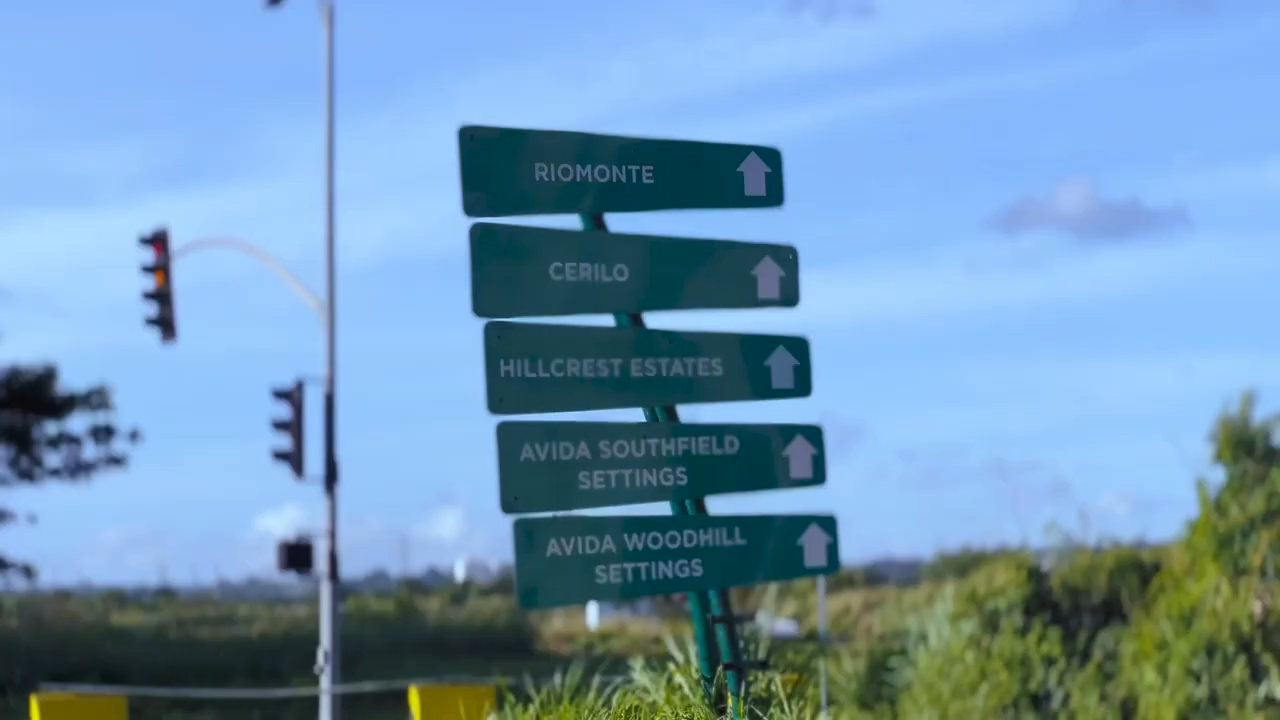 RIOMONTE
CERILO
HILLCREST ESTATES
AVIDA SOUTHFIELD
SETTINGS
AVIDA WOODHILL
SETTINGS